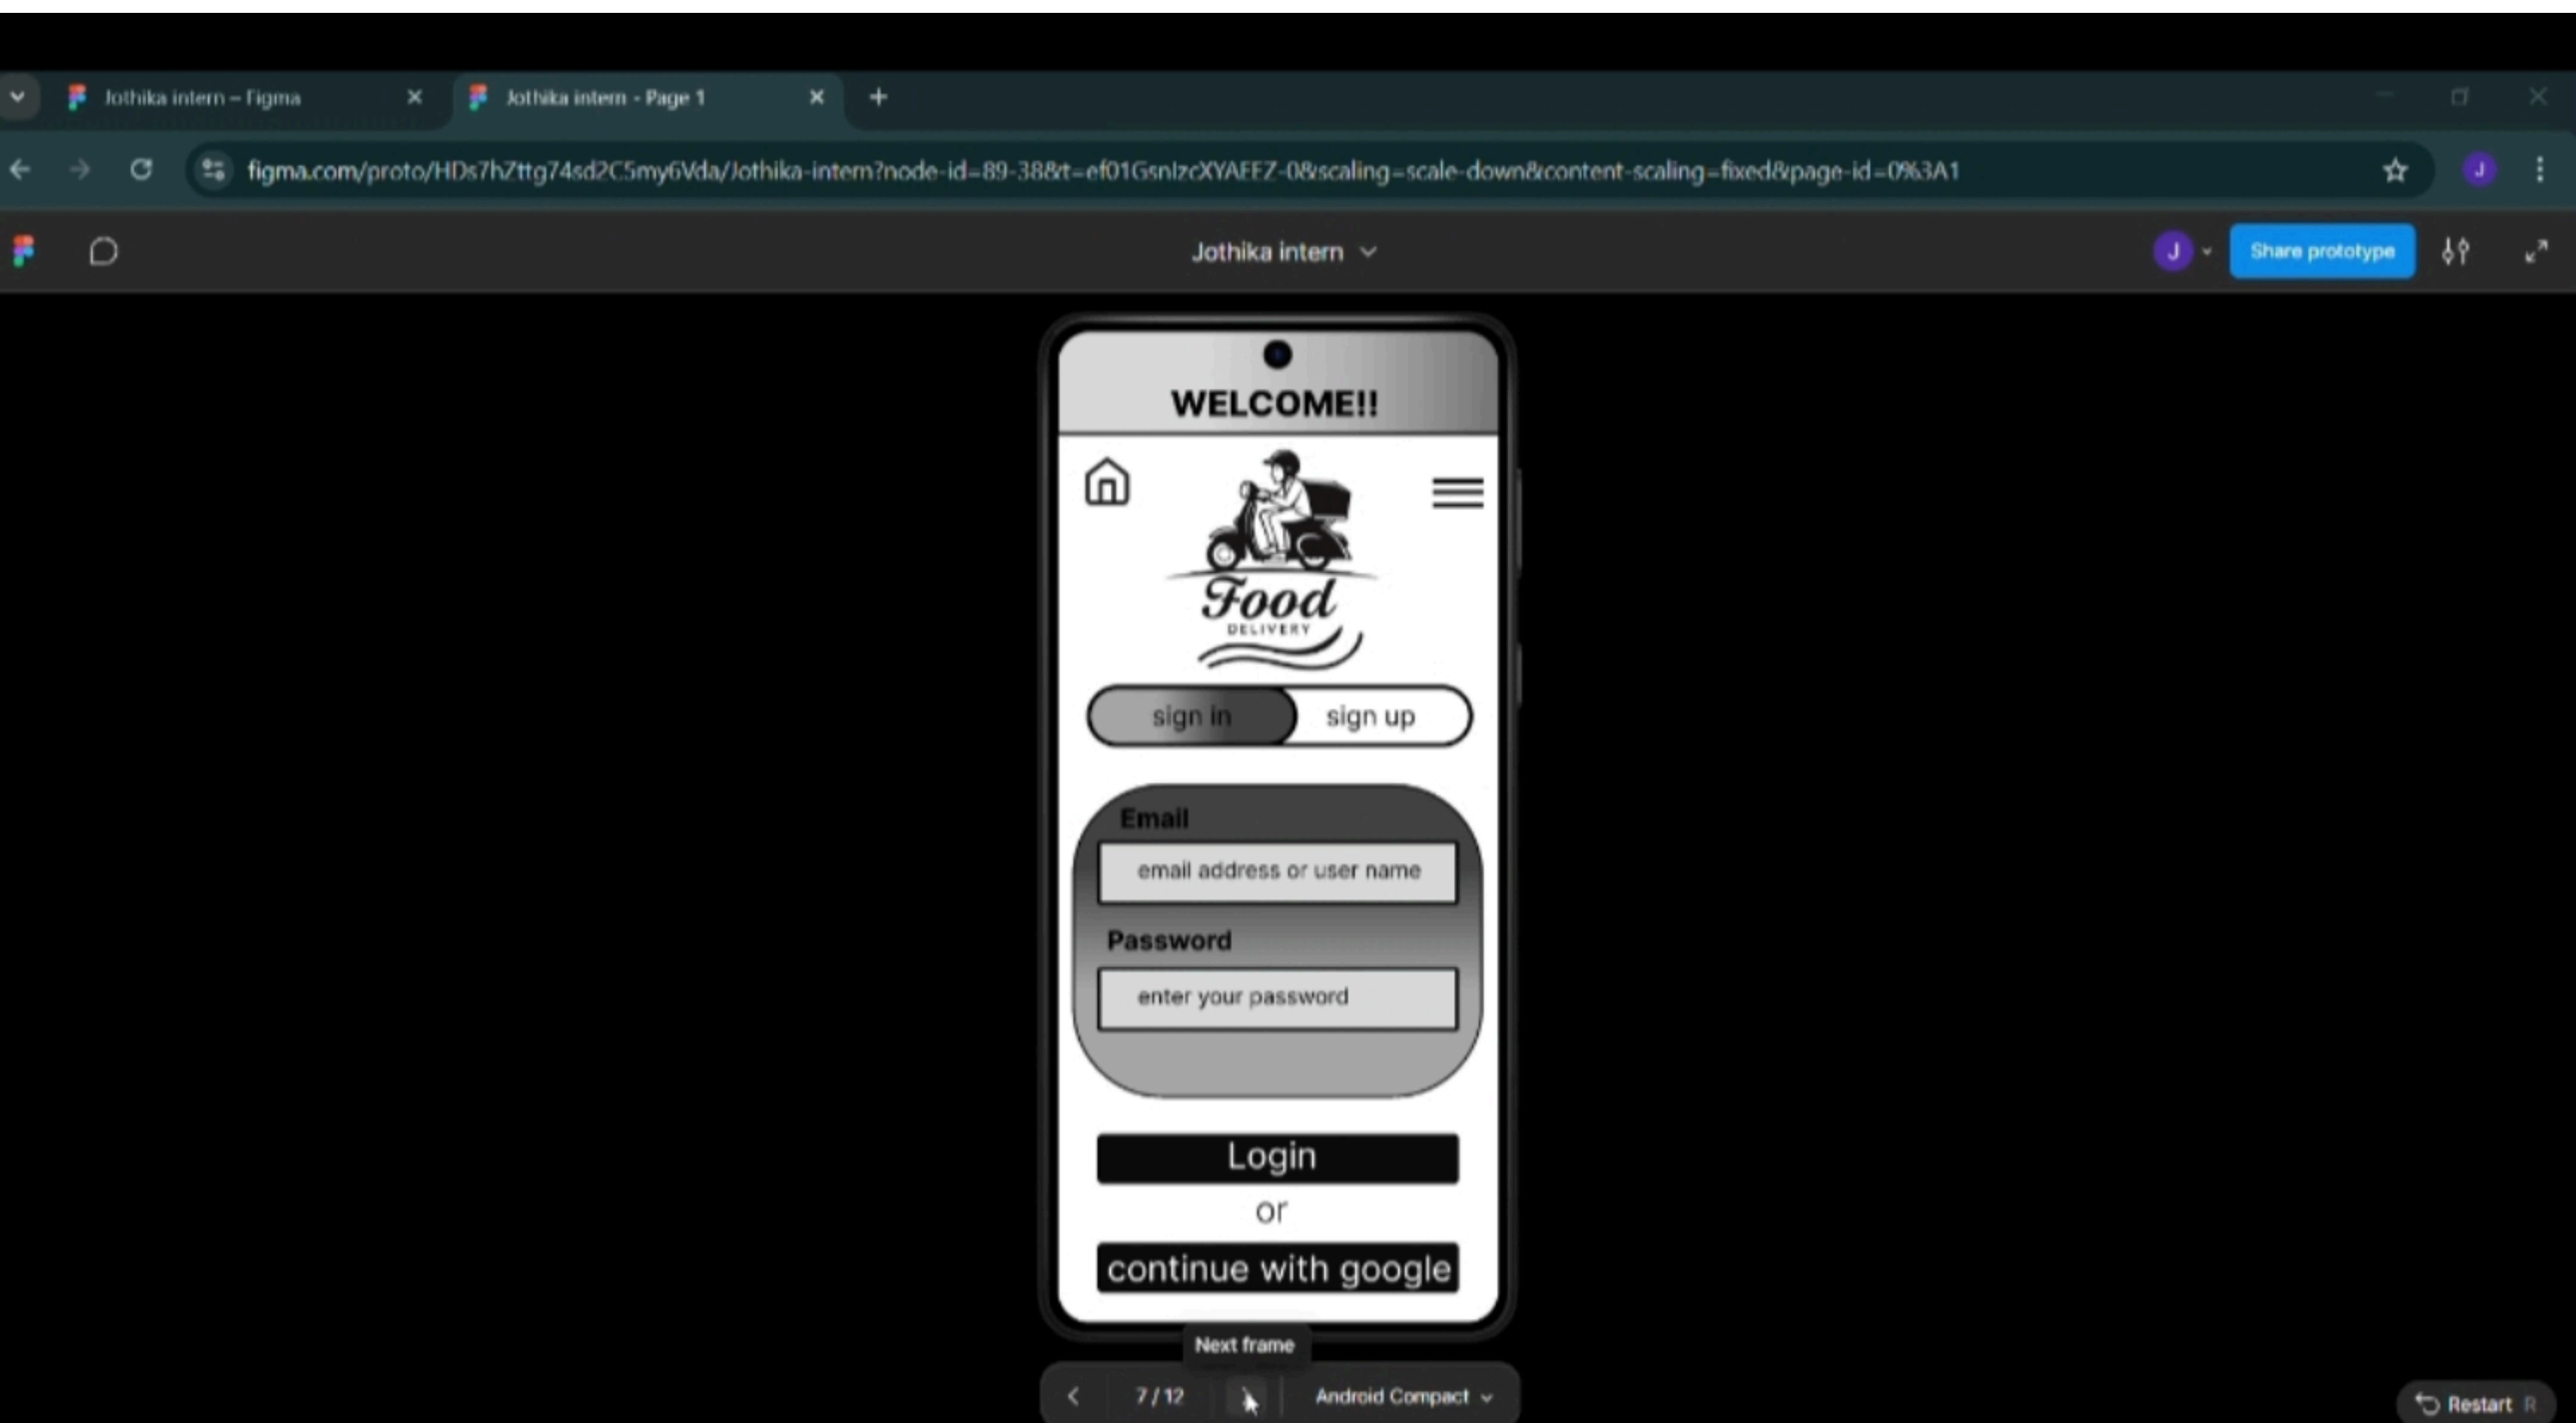 Jothika intern – Figma
Jothika intern - Page 1
figma.com/proto/HDs7hZttg74sd2C5my6Vda/Jothika-intern?node-id=89-38&t=ef01GsnIzcXYAEEZ-0&scaling=scale-down&content-scaling=fixed&page-id=0%3A1
J
Jothika intern
J
Share prototype
WELCOME!!
Food
DELIVERY
sign in
sign up
Email
email address or user name
Password
enter your password
Login
or
continue with google
Next frame
7 / 12
Android Compact
Restart R